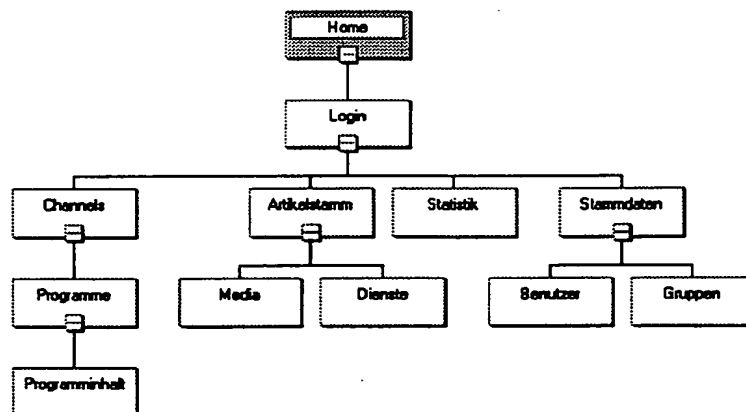 Home
Login
Channels
Artikelstamm
Statistik
Stammdaten
Programme
Media
Dienste
Benutzer
Gruppen
Programminhalt